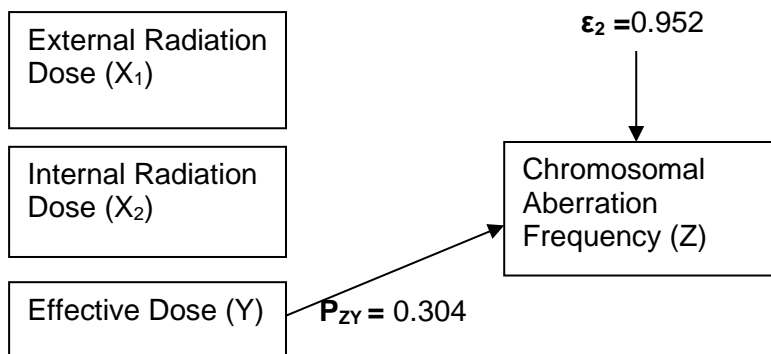 External Radiation
Dose (X₁)
ε₂ =0.952
Internal Radiation
Dose (X₂)
Chromosomal
Aberration
Frequency (Z)
Effective Dose (Y)
P_ZY = 0.304